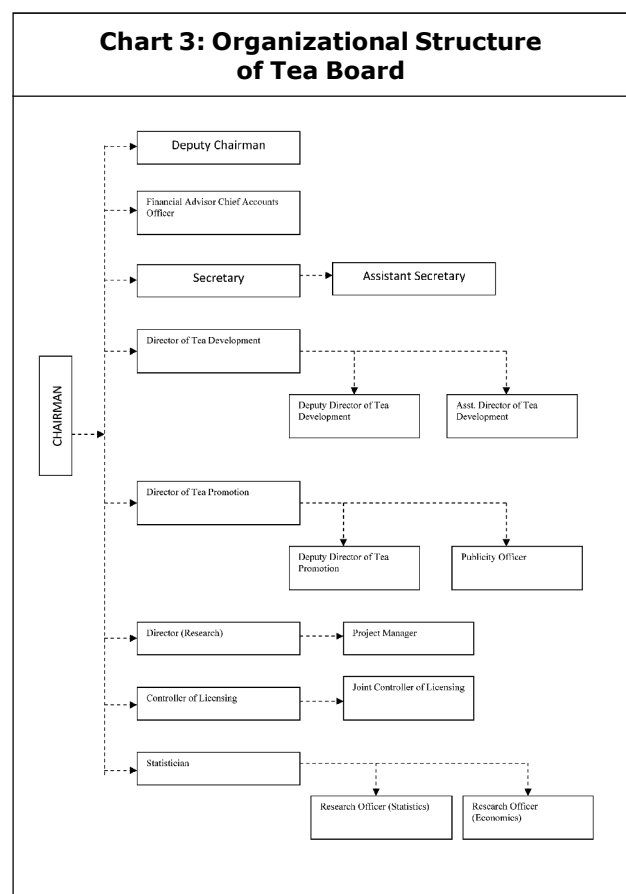 Chart 3: Organizational Structure
of Tea Board
Deputy Chairman
Financial Advisor Chief Accounts
Officer
Secretary
Assistant Secretary
Director of Tea Development
Deputy Director of Tea
Development
Asst. Director of Tea
Development
CHAIRMAN
Director of Tea Promotion
Deputy Director of Tea
Promotion
Publicity Officer
Director (Research)
Project Manager
Controller of Licensing
Joint Controller of Licensing
Statistician
Research Officer (Statistics)
Research Officer
(Economics)